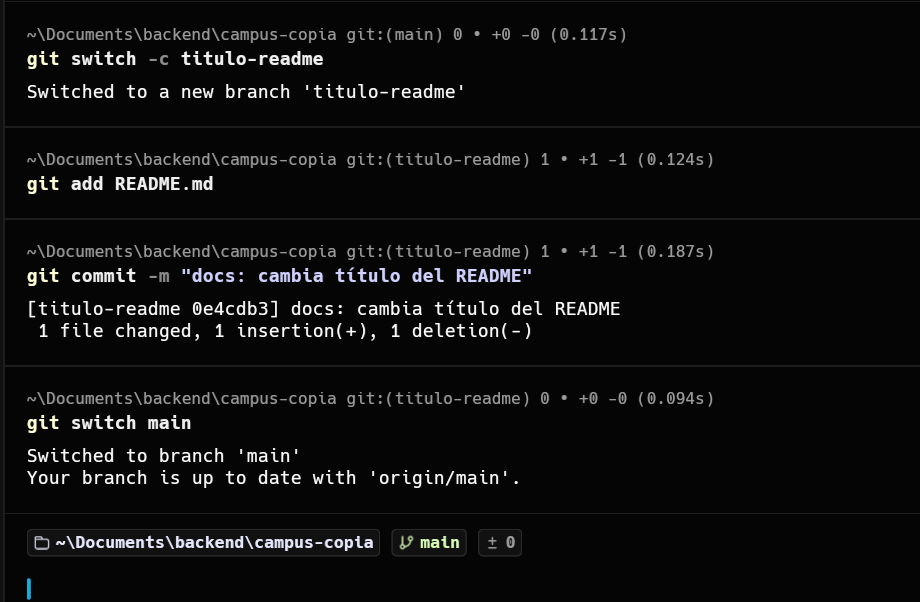 ~\Documents\backend\campus-copia git:(main) 0 • +0 -0 (0.117s)
git switch -c titulo-readme
Switched to a new branch 'titulo-readme'
~\Documents\backend\campus-copia git:(titulo-readme) 1 • +1 -1 (0.124s)
git add README.md
~\Documents\backend\campus-copia git:(titulo-readme) 1 • +1 -1 (0.187s)
git commit -m "docs: cambia título del README"
[titulo-readme 0e4cdb3] docs: cambia título del README
 1 file changed, 1 insertion(+), 1 deletion(-)
~\Documents\backend\campus-copia git:(titulo-readme) 0 • +0 -0 (0.094s)
git switch main
Switched to branch 'main'
Your branch is up to date with 'origin/main'.
~\Documents\backend\campus-copia main ± 0